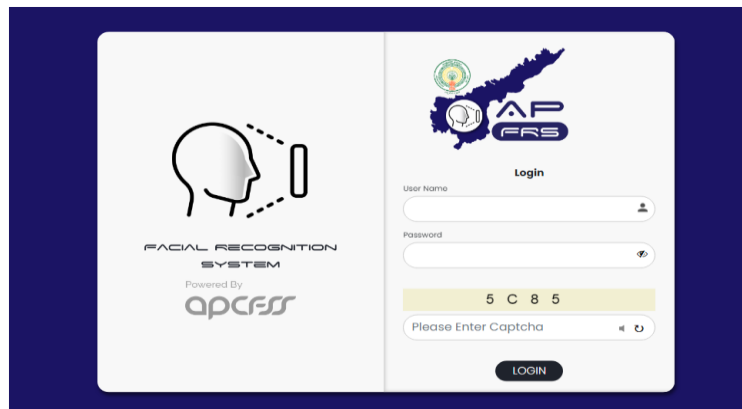 FACIAL RECOGNITION
SYSTEM
Powered By
apcfss
AP
FRS
Login
User Name
Password
5 C 8 5
Please Enter Captcha
LOGIN